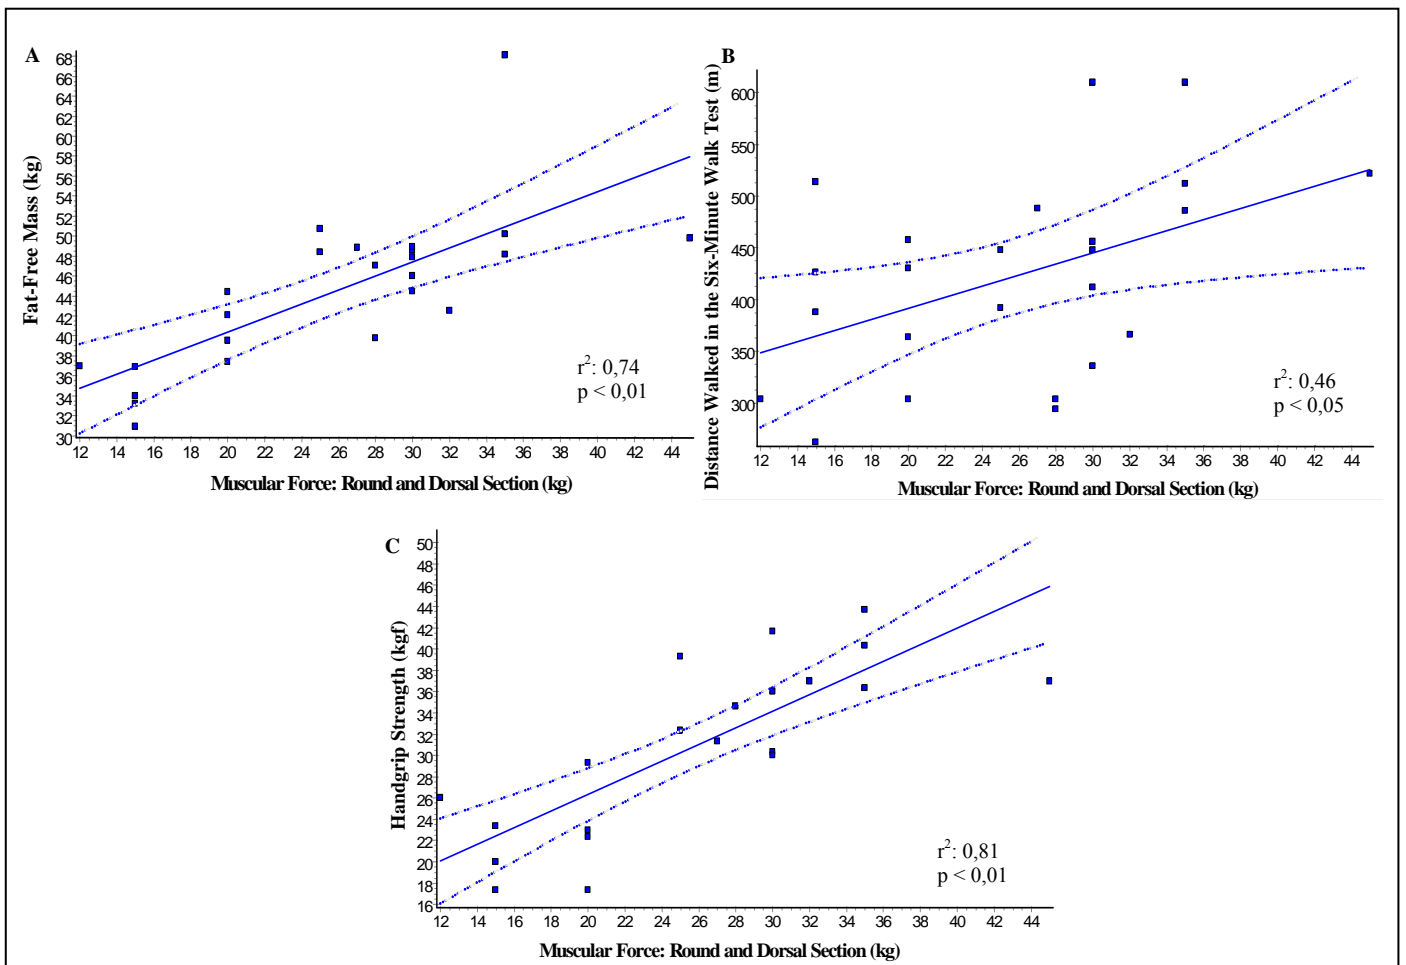 A
Fat-Free Mass (kg)
68
66
64
62
60
58
56
54
52
50
48
46
44
42
40
38
36
34
32
30
12 14 16 18 20 22 24 26 28 30 32 34 36 38 40 42 44
r²: 0,74
p < 0,01
Muscular Force: Round and Dorsal Section (kg)
B
Distance Walked in the Six-Minute Walk Test (m)
600
550
500
450
400
350
300
12 14 16 18 20 22 24 26 28 30 32 34 36 38 40 42 44
r²: 0,46
p < 0,05
Muscular Force: Round and Dorsal Section (kg)
C
Handgrip Strength (kgf)
50
48
46
44
42
40
38
36
34
32
30
28
26
24
22
20
18
16
12 14 16 18 20 22 24 26 28 30 32 34 36 38 40 42 44
r²: 0,81
p < 0,01
Muscular Force: Round and Dorsal Section (kg)